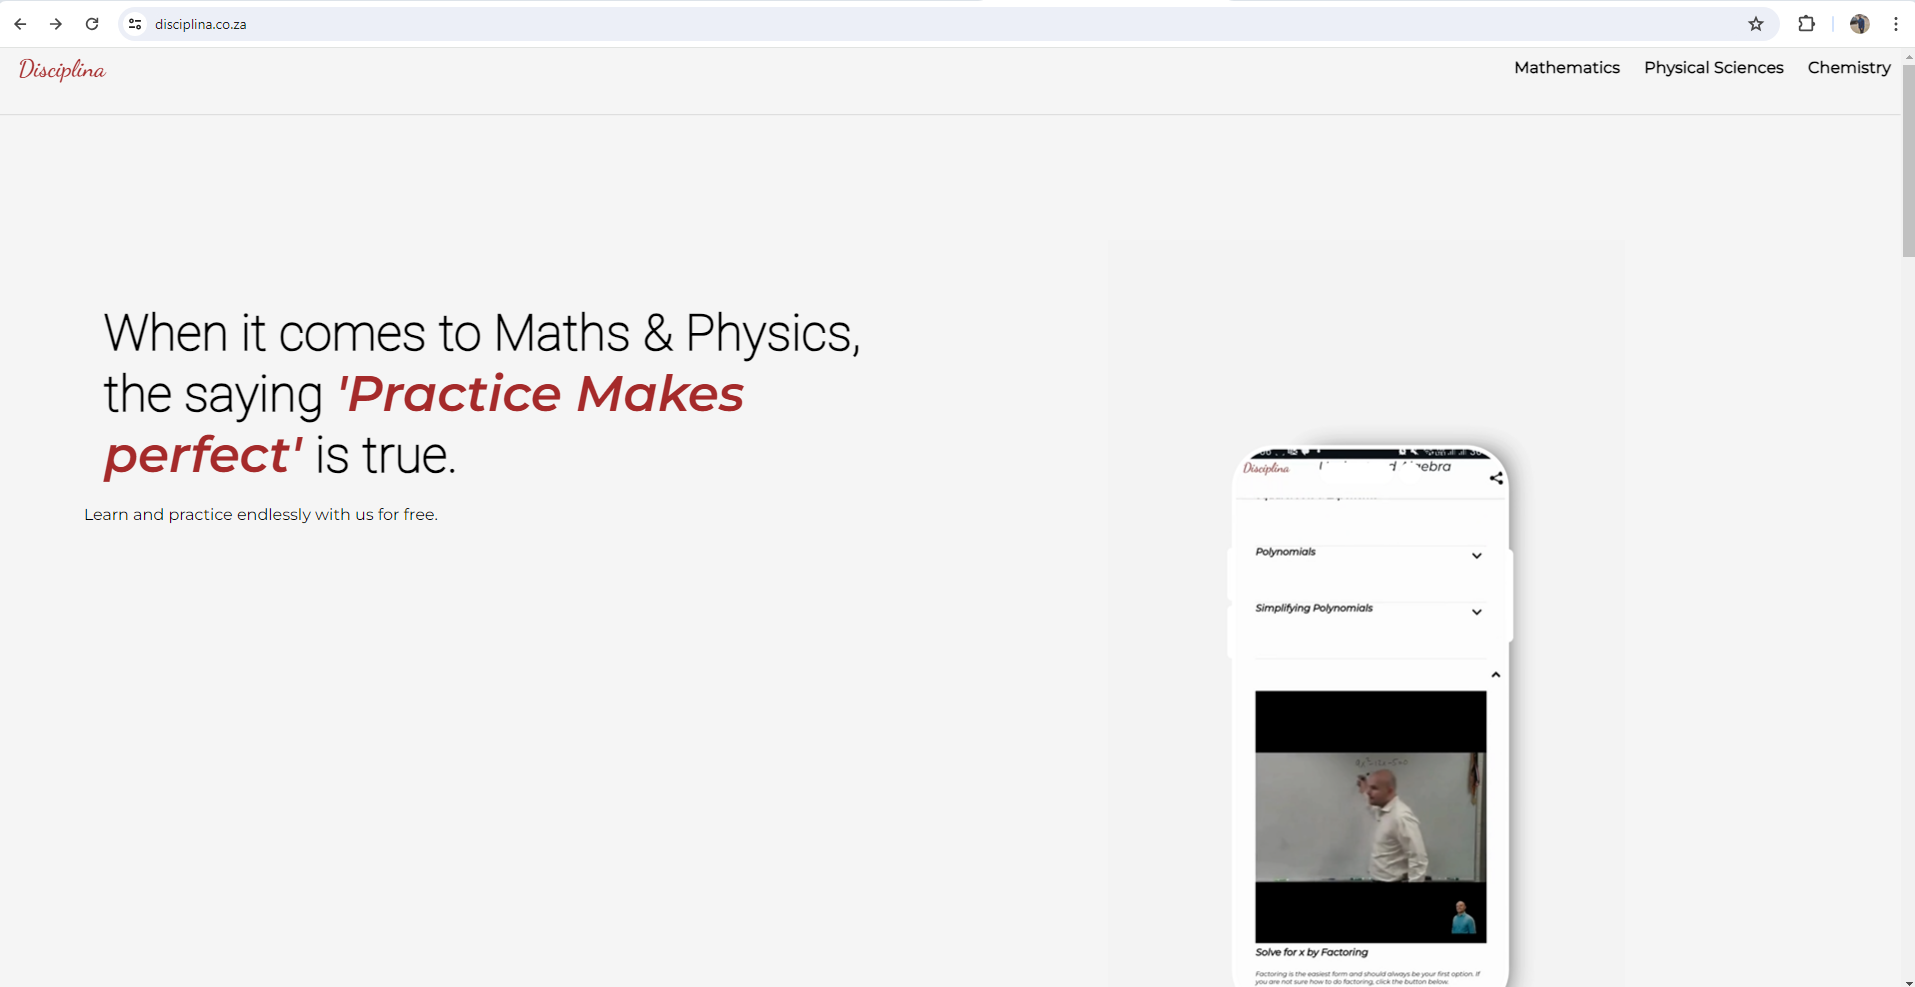 disciplina.co.za
Disciplina
Mathematics Physical Sciences Chemistry
When it comes to Maths & Physics,
the saying 'Practice Makes
perfect' is true.
Learn and practice endlessly with us for free.
Disciplina
Polynomials
Simplifying Polynomials
Solve for x by Factoring
Factoring is the easiest form and should always be your first option. If
you are not sure how to do factoring, click the button below.